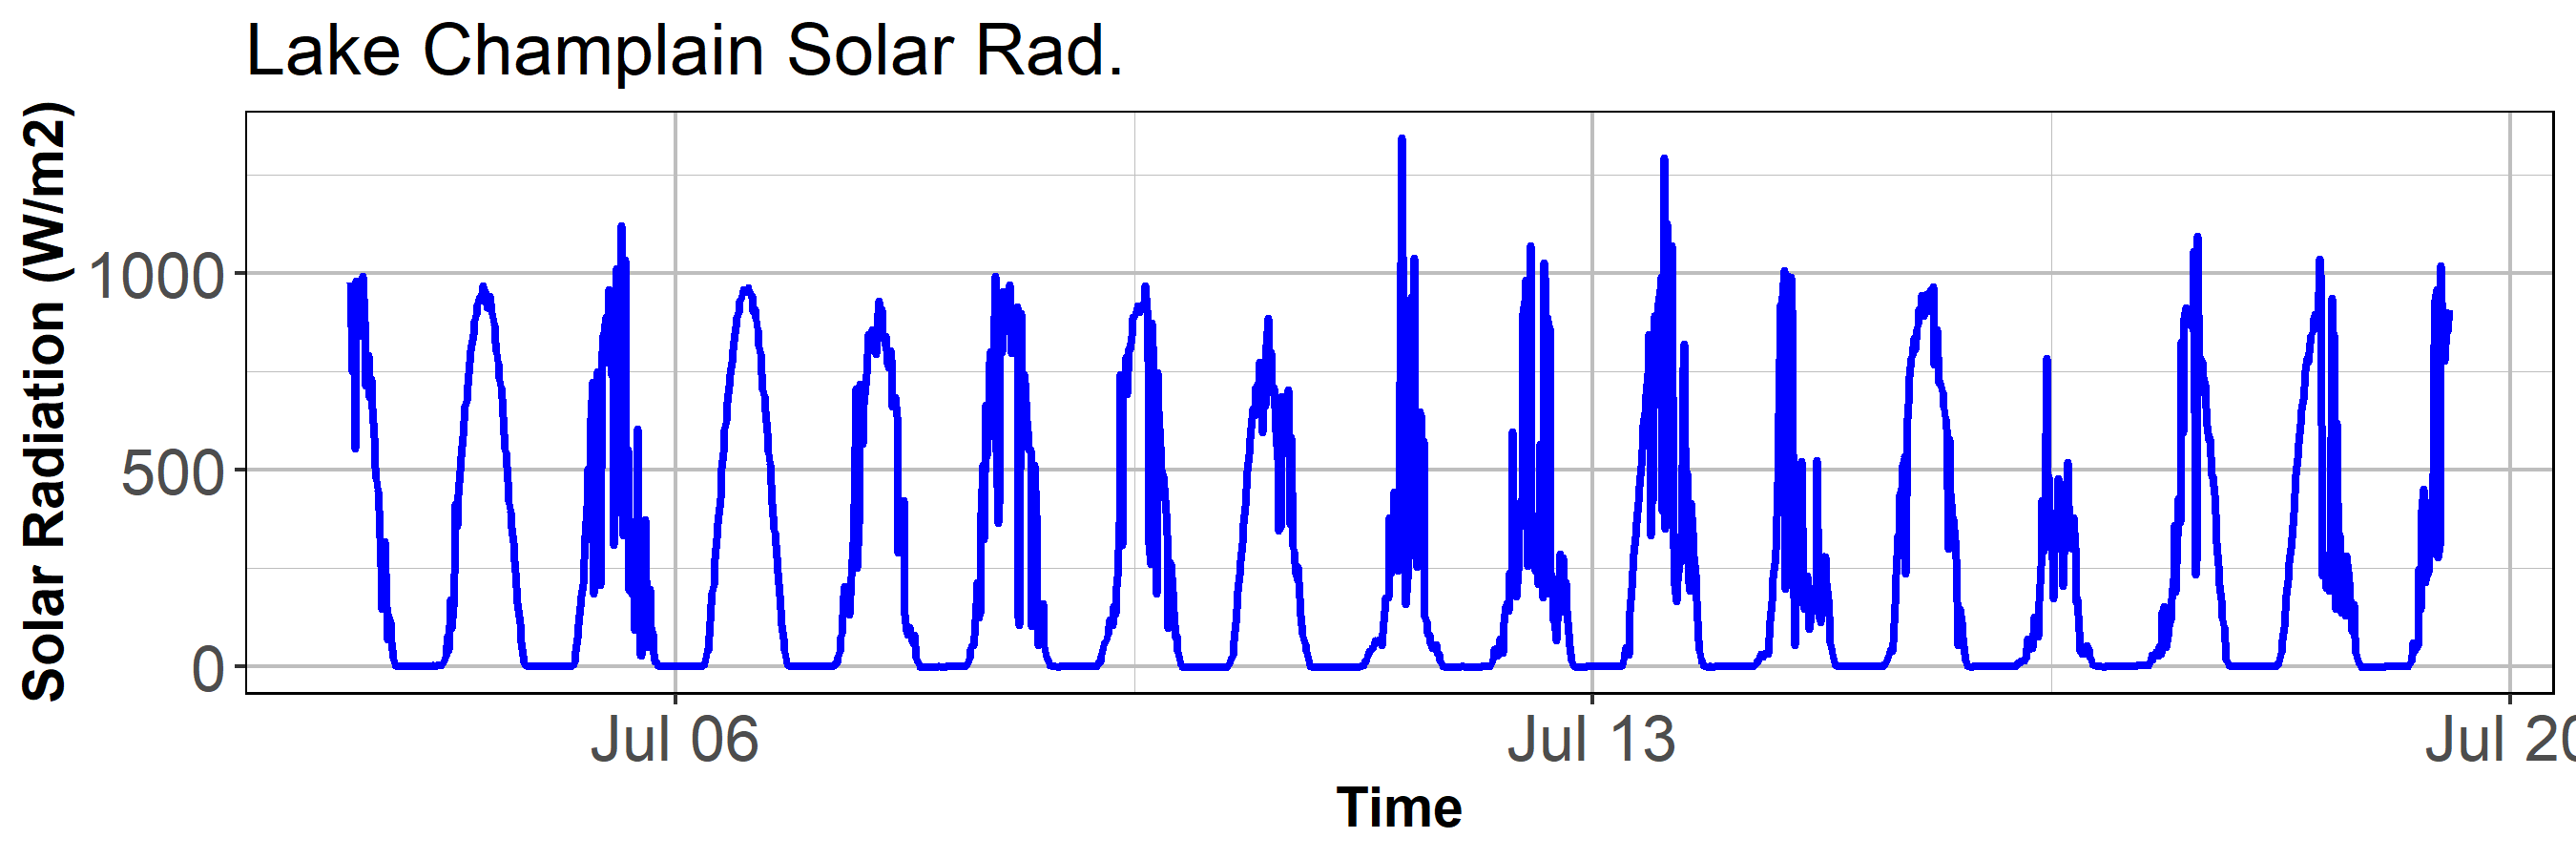 Lake Champlain Solar Rad.
Solar Radiation (W/m2)
1000
500
0
Jul 06
Jul 13
Jul 20
Time